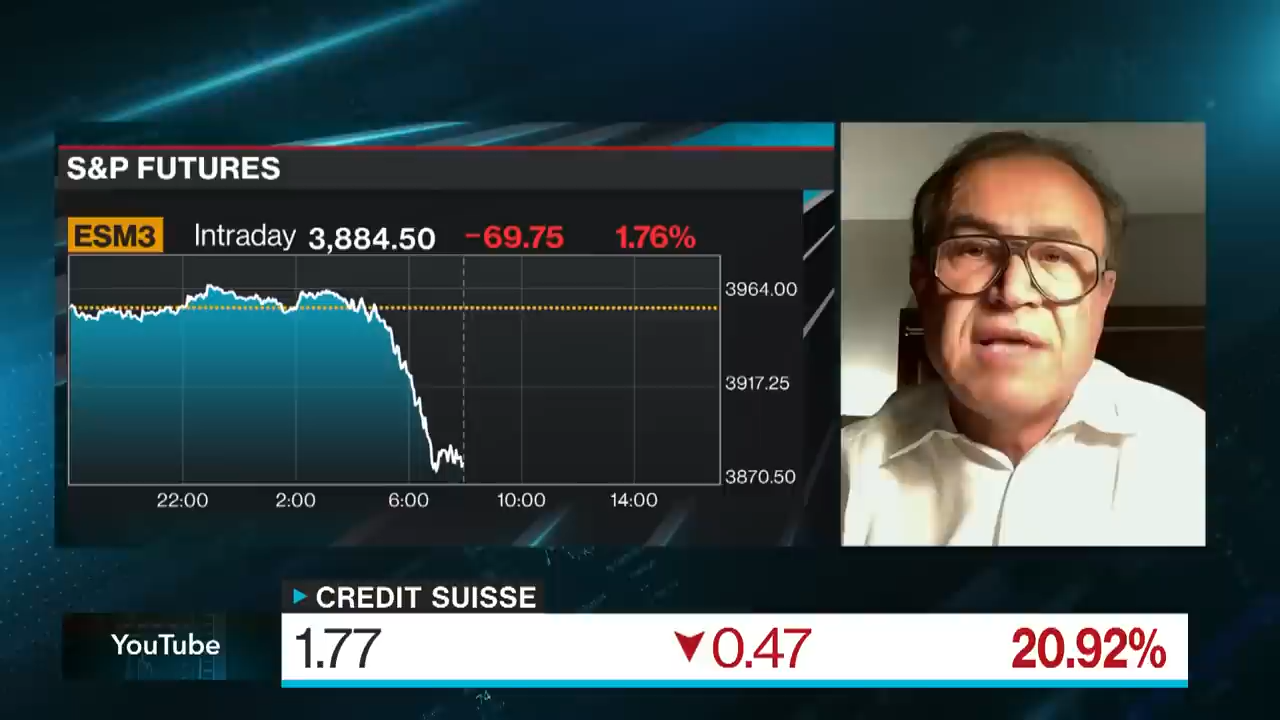 S&P FUTURES
ESM3 Intraday 3,884.50 -69.75 1.76%
3964.00
3917.25
3870.50
22:00 2:00 6:00 10:00 14:00
CREDIT SUISSE
YouTube 1.77 ▼0.47 20.92%